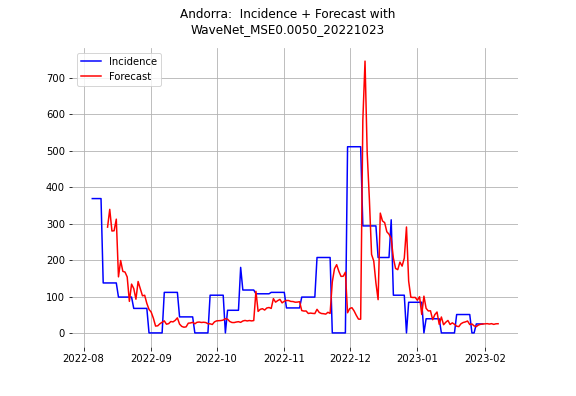 Andorra:  Incidence + Forecast with
WaveNet_MSE0.0050_20221023
Incidence
Forecast
700
600
500
400
300
200
100
0
2022-08 2022-09 2022-10 2022-11 2022-12 2023-01 2023-02